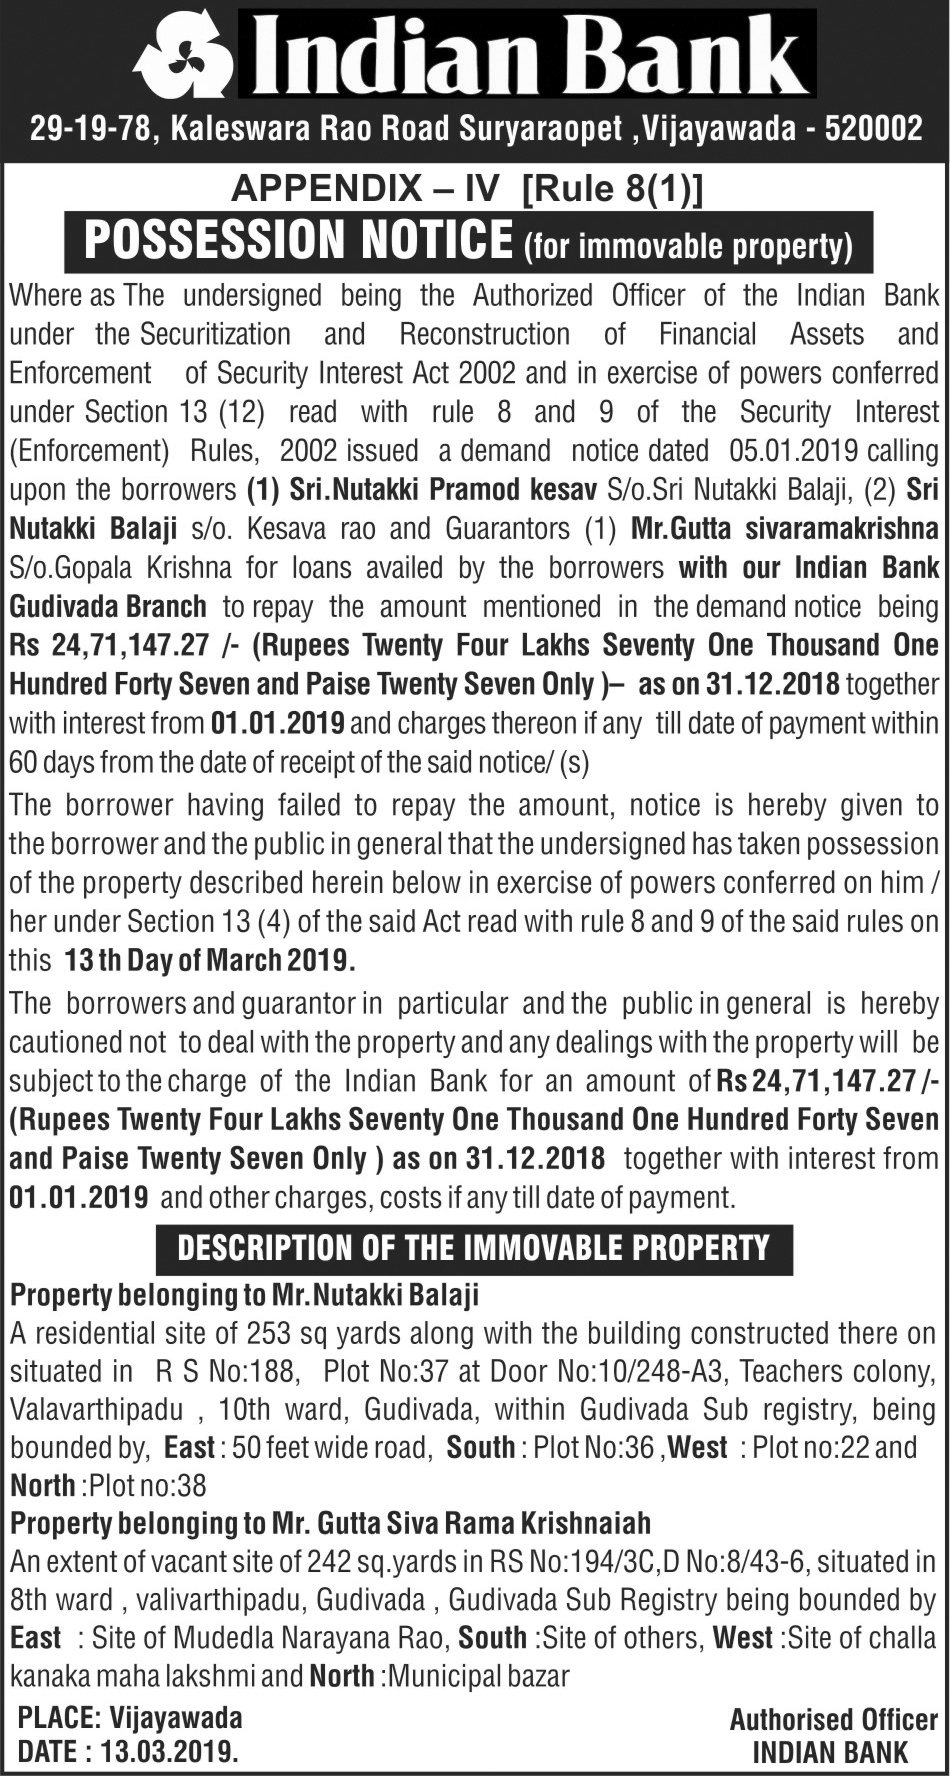 Indian Bank
29-19-78, Kaleswara Rao Road Suryaraopet ,Vijayawada - 520002
APPENDIX – IV [Rule 8(1)]
POSSESSION NOTICE (for immovable property)
Where as The undersigned being the Authorized Officer of the Indian Bank
under the Securitization and Reconstruction of Financial Assets and
Enforcement of Security Interest Act 2002 and in exercise of powers conferred
under Section 13 (12) read with rule 8 and 9 of the Security Interest
(Enforcement) Rules, 2002 issued a demand notice dated 05.01.2019 calling
upon the borrowers (1) Sri.Nutakki Pramod kesav S/o.Sri Nutakki Balaji, (2) Sri
Nutakki Balaji s/o. Kesava rao and Guarantors (1) Mr.Gutta sivaramakrishna
S/o.Gopala Krishna for loans availed by the borrowers with our Indian Bank
Gudivada Branch to repay the amount mentioned in the demand notice being
Rs 24,71,147.27 /- (Rupees Twenty Four Lakhs Seventy One Thousand One
Hundred Forty Seven and Paise Twenty Seven Only )– as on 31.12.2018 together
with interest from 01.01.2019 and charges thereon if any till date of payment within
60 days from the date of receipt of the said notice/ (s)
The borrower having failed to repay the amount, notice is hereby given to
the borrower and the public in general that the undersigned has taken possession
of the property described herein below in exercise of powers conferred on him /
her under Section 13 (4) of the said Act read with rule 8 and 9 of the said rules on
this 13 th Day of March 2019.
The borrowers and guarantor in particular and the public in general is hereby
cautioned not to deal with the property and any dealings with the property will be
subject to the charge of the Indian Bank for an amount of Rs 24,71,147.27 /-
(Rupees Twenty Four Lakhs Seventy One Thousand One Hundred Forty Seven
and Paise Twenty Seven Only ) as on 31.12.2018 together with interest from
01.01.2019 and other charges, costs if any till date of payment.
DESCRIPTION OF THE IMMOVABLE PROPERTY
Property belonging to Mr.Nutakki Balaji
A residential site of 253 sq yards along with the building constructed there on
situated in R S No:188, Plot No:37 at Door No:10/248-A3, Teachers colony,
Valavarthipadu , 10th ward, Gudivada, within Gudivada Sub registry, being
bounded by, East : 50 feet wide road, South : Plot No:36 ,West : Plot no:22 and
North :Plot no:38
Property belonging to Mr. Gutta Siva Rama Krishnaiah
An extent of vacant site of 242 sq.yards in RS No:194/3C,D No:8/43-6, situated in
8th ward , valivarthipadu, Gudivada , Gudivada Sub Registry being bounded by
East : Site of Mudedla Narayana Rao, South :Site of others, West :Site of challa
kanaka maha lakshmi and North :Municipal bazar
PLACE: Vijayawada
DATE : 13.03.2019.
Authorised Officer
INDIAN BANK